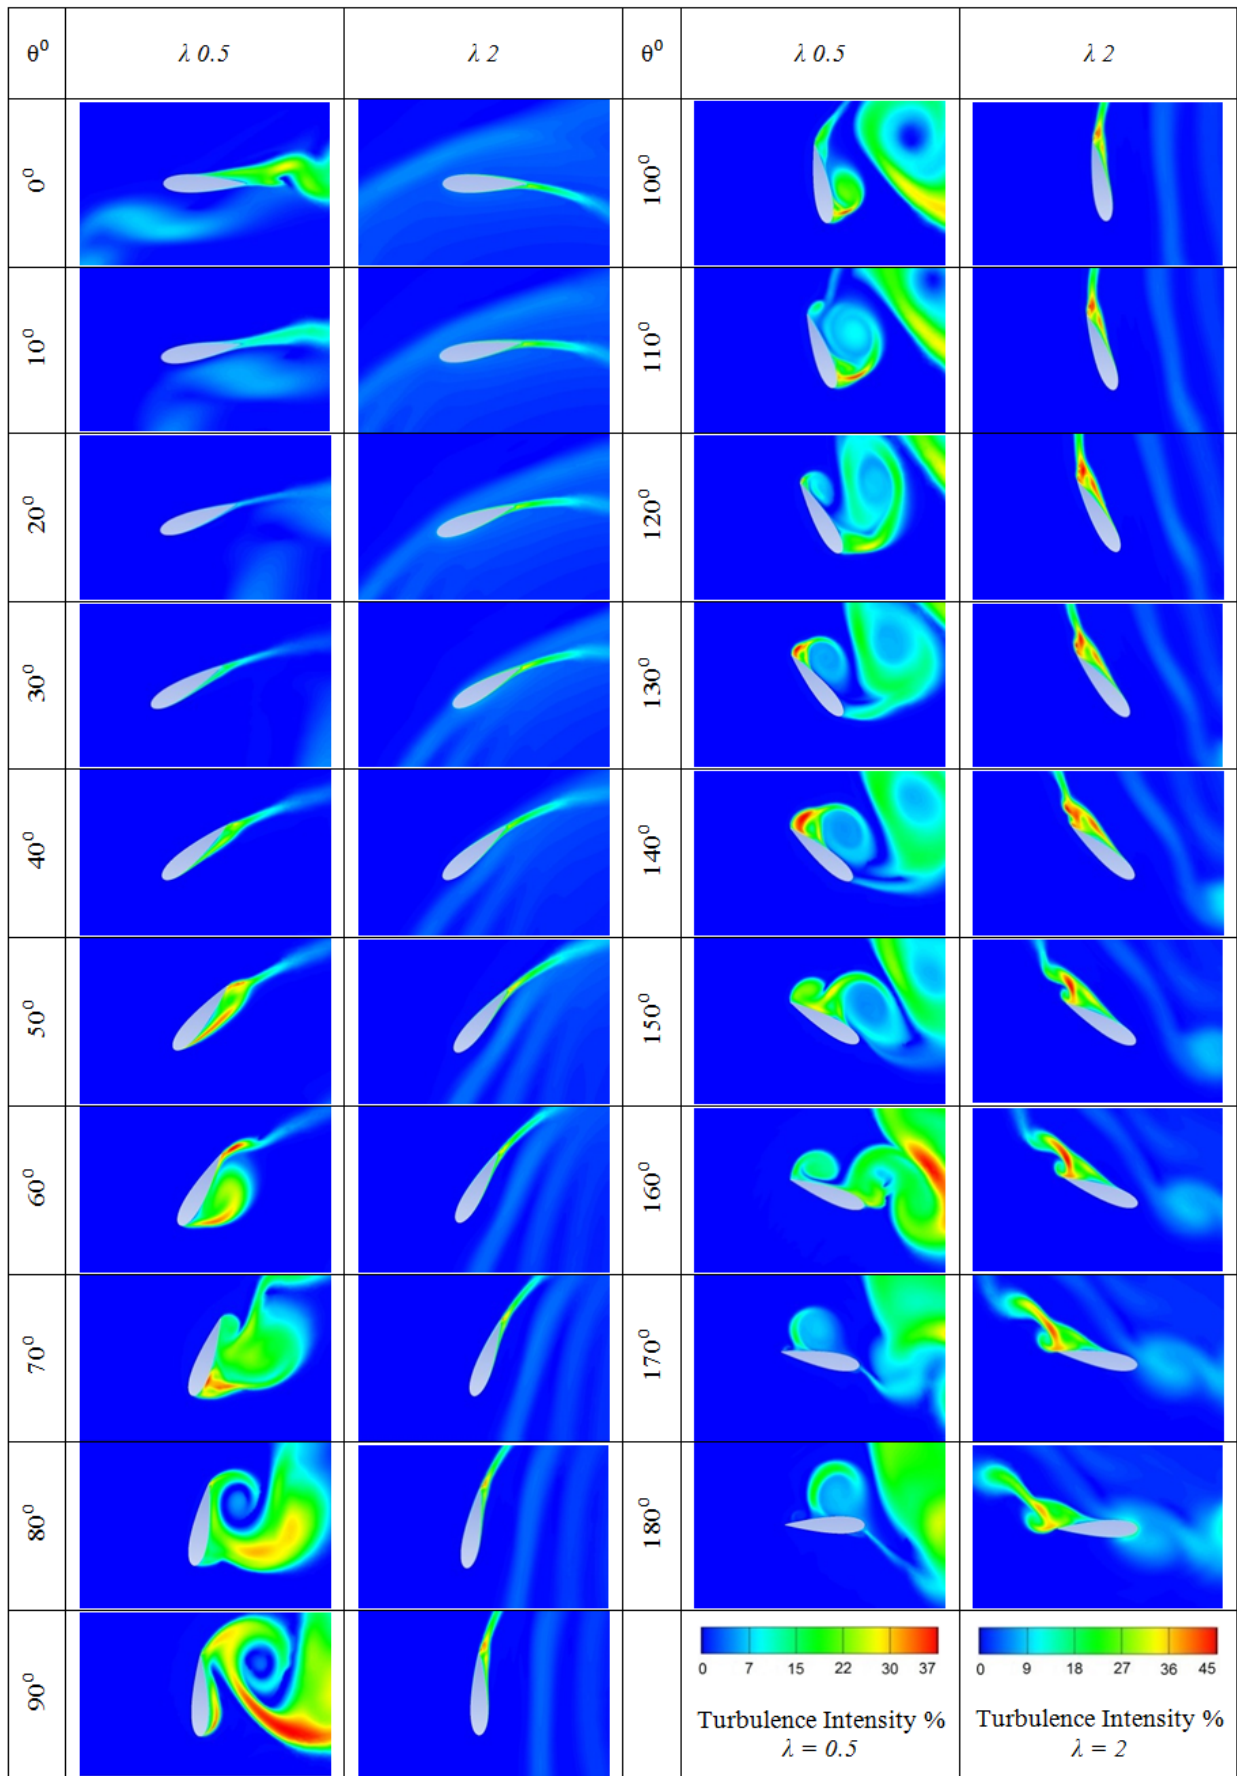 θ⁰ λ 0.5 λ 2 θ⁰ λ 0.5 λ 2
0⁰ 100⁰
10⁰ 110⁰
20⁰ 120⁰
30⁰ 130⁰
40⁰ 140⁰
50⁰ 150⁰
60⁰ 160⁰
70⁰ 170⁰
80⁰ 180⁰
90⁰
0 7 15 22 30 37
Turbulence Intensity %
λ = 0.5
0 9 18 27 36 45
Turbulence Intensity %
λ = 2